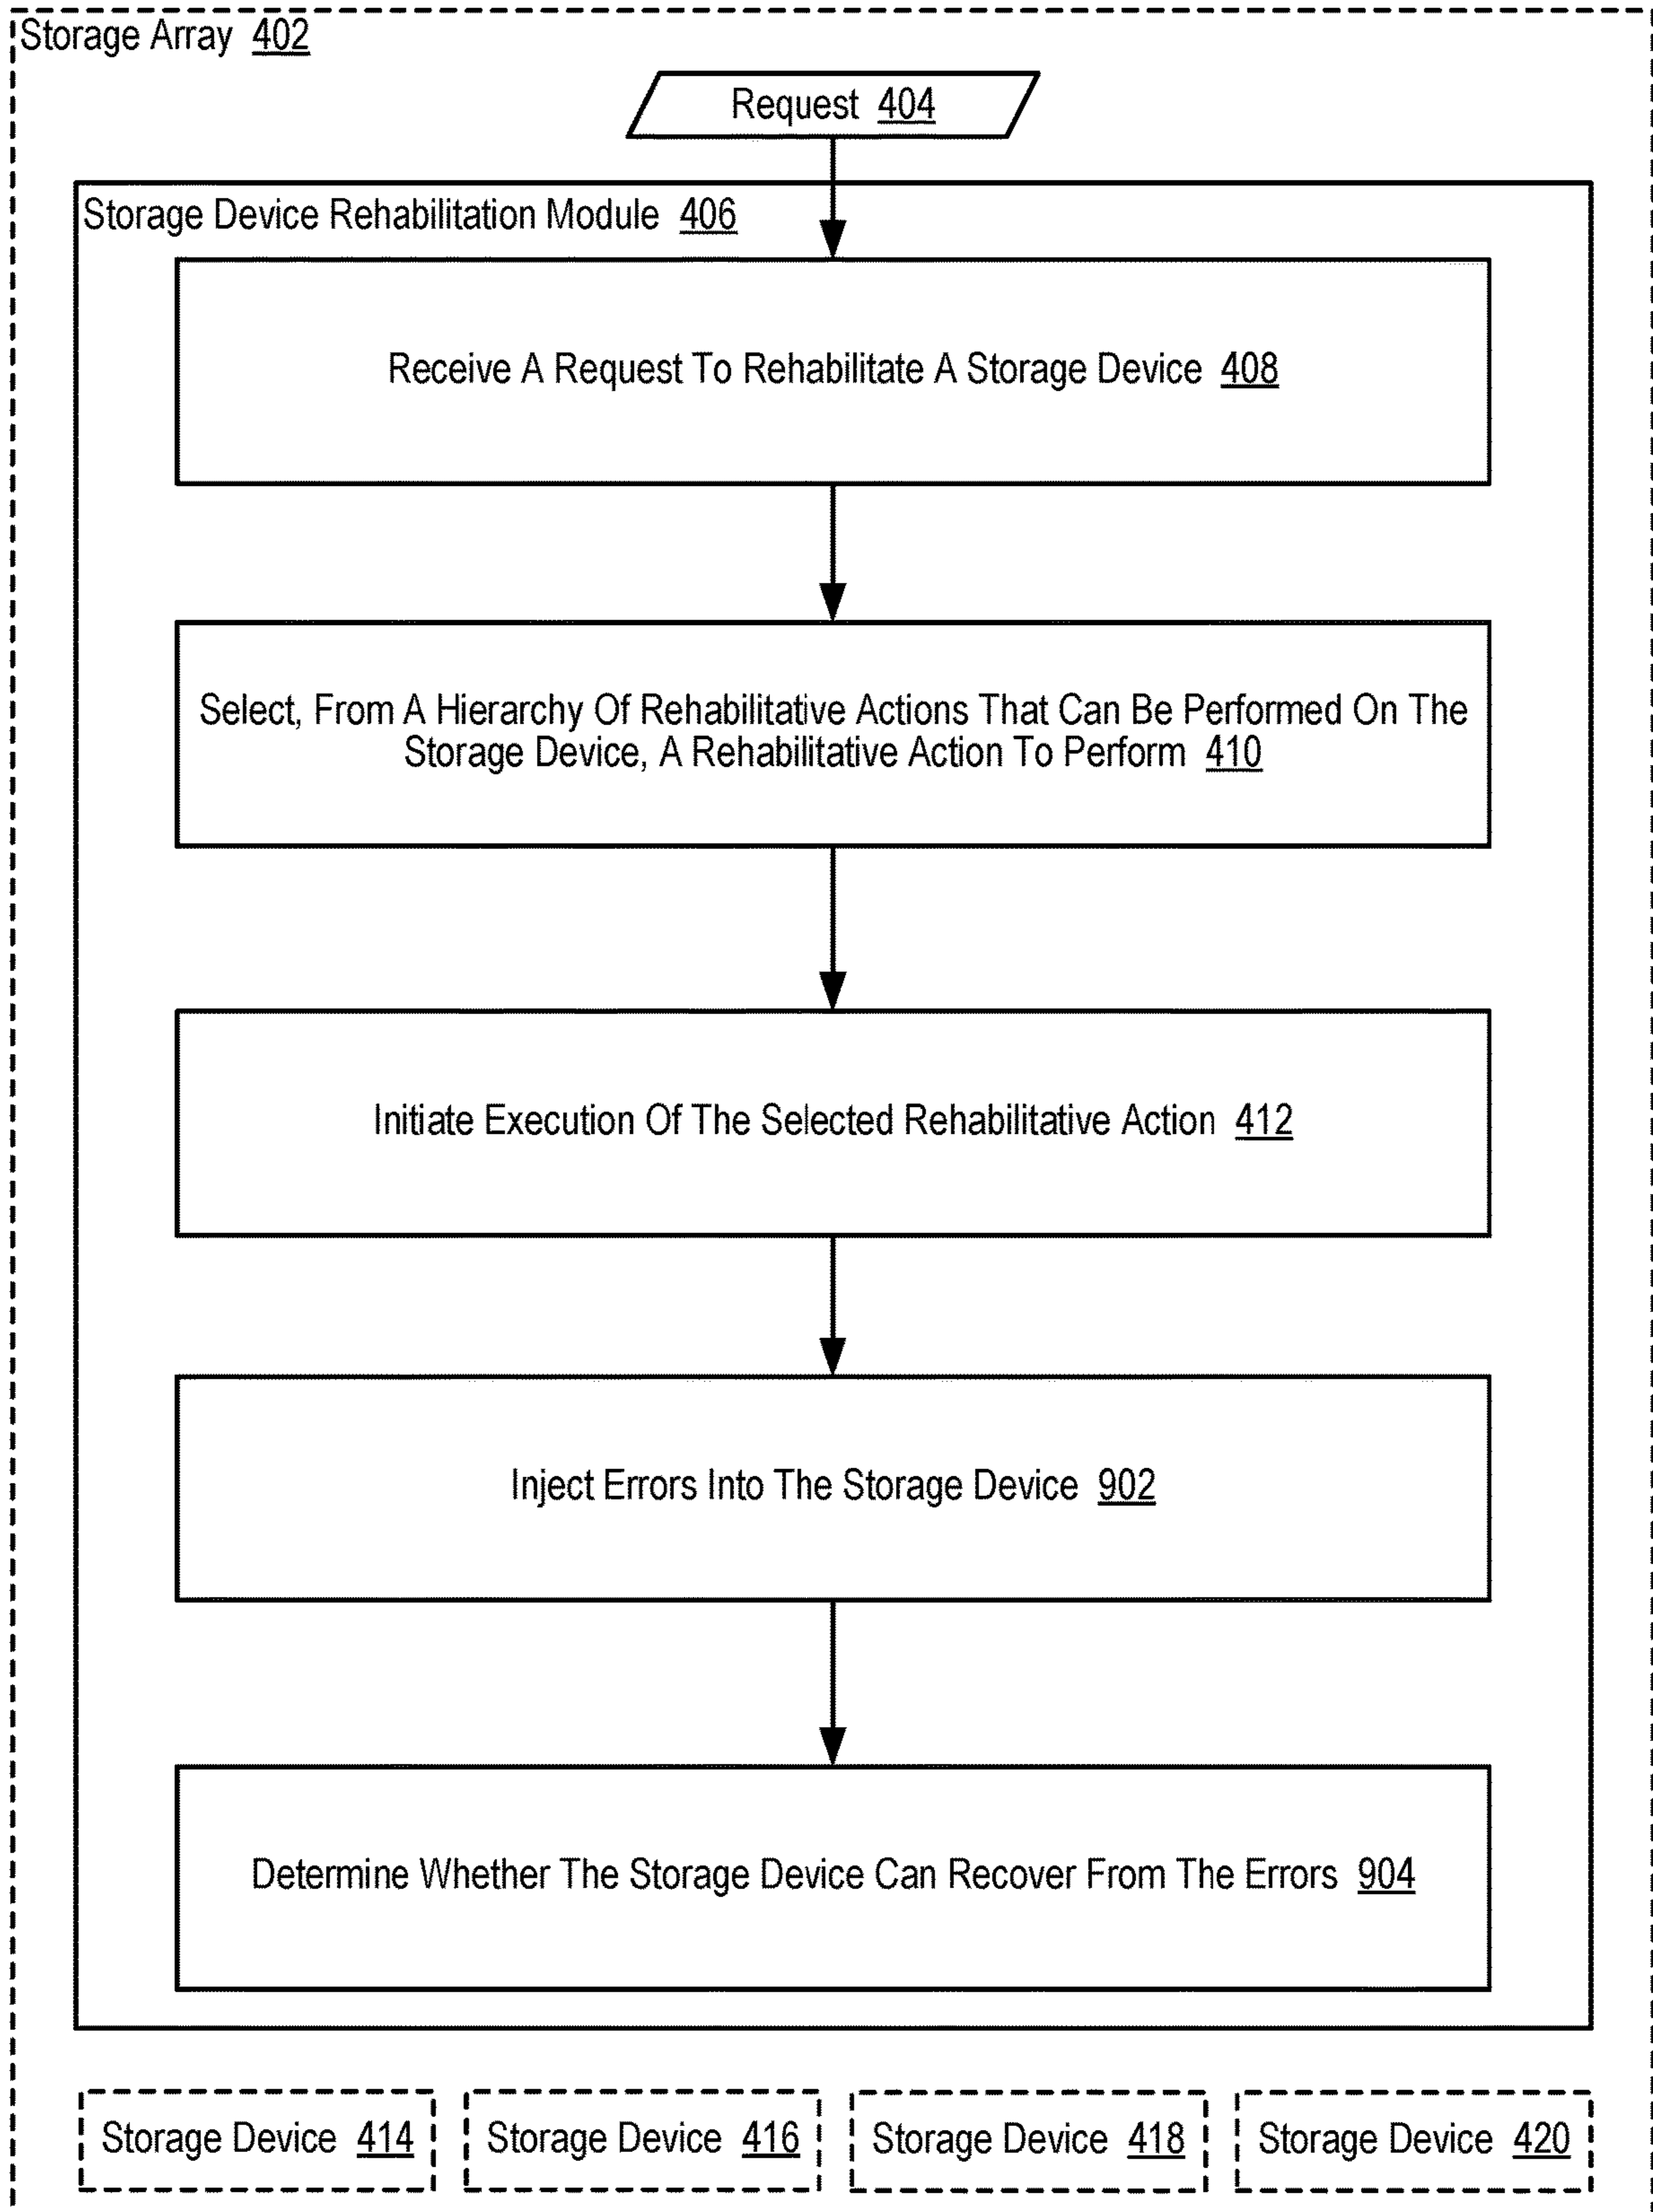 Storage Array 402
Request 404
Storage Device Rehabilitation Module 406
Receive A Request To Rehabilitate A Storage Device 408
Select, From A Hierarchy Of Rehabilitative Actions That Can Be Performed On The
Storage Device, A Rehabilitative Action To Perform 410
Initiate Execution Of The Selected Rehabilitative Action 412
Inject Errors Into The Storage Device 902
Determine Whether The Storage Device Can Recover From The Errors 904
Storage Device 414
Storage Device 416
Storage Device 418
Storage Device 420